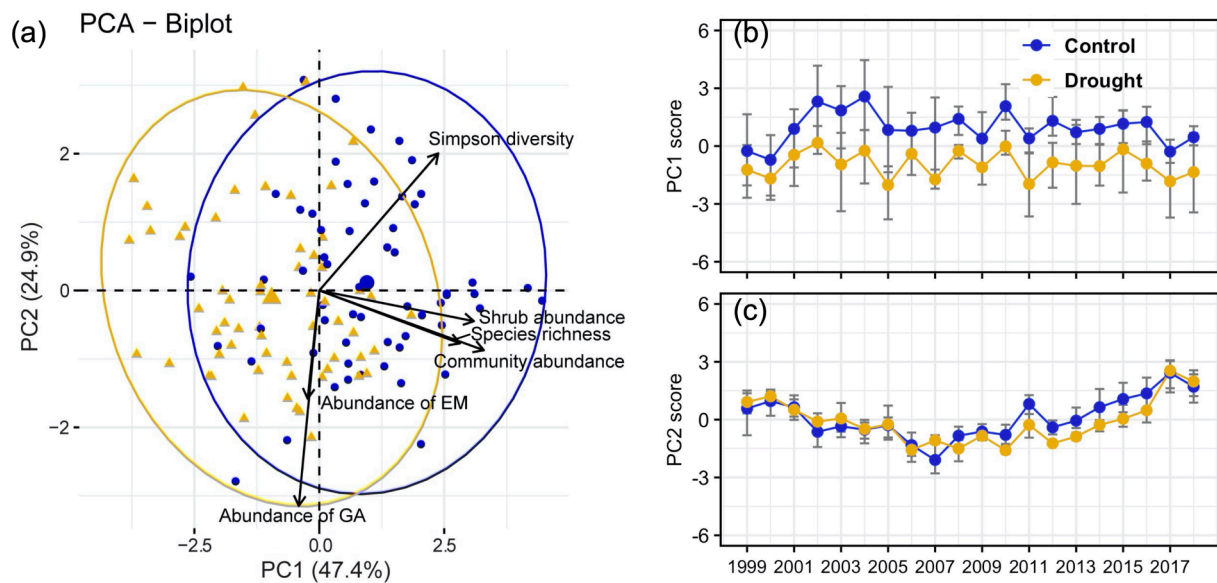 (a) PCA − Biplot
PC2 (24.9%)
2
0
−2
Simpson diversity
Shrub abundance
Species richness
Community abundance
Abundance of EM
Abundance of GA
−2.5 0.0 2.5
PC1 (47.4%)
(b)
Control
Drought
PC1 score
6
3
0
-3
-6
(c)
PC2 score
6
3
0
-3
-6
1999 2001 2003 2005 2007 2009 2011 2013 2015 2017